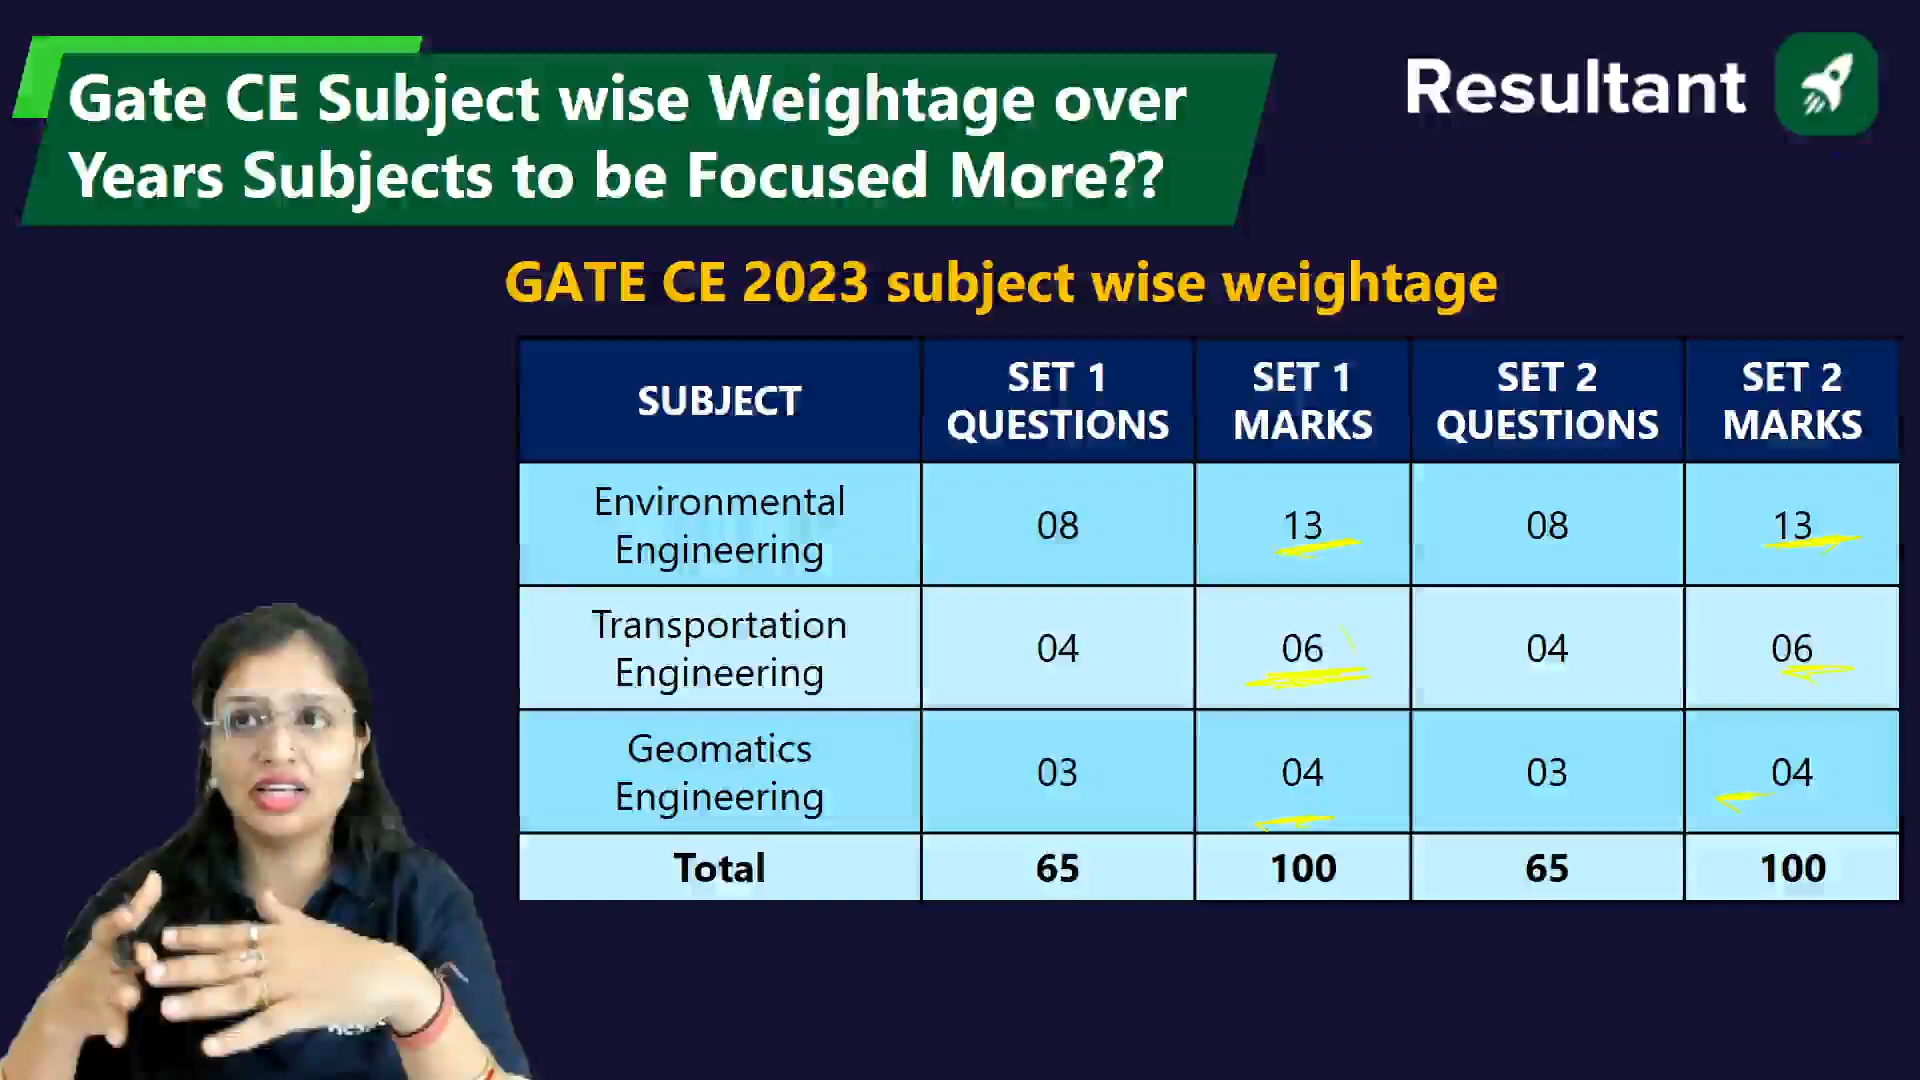 Gate CE Subject wise Weightage over
Years Subjects to be Focused More??
Resultant
GATE CE 2023 subject wise weightage
SUBJECT SET 1 QUESTIONS SET 1 MARKS SET 2 QUESTIONS SET 2 MARKS
Environmental Engineering 08 13 08 13
Transportation Engineering 04 06 04 06
Geomatics Engineering 03 04 03 04
Total 65 100 65 100